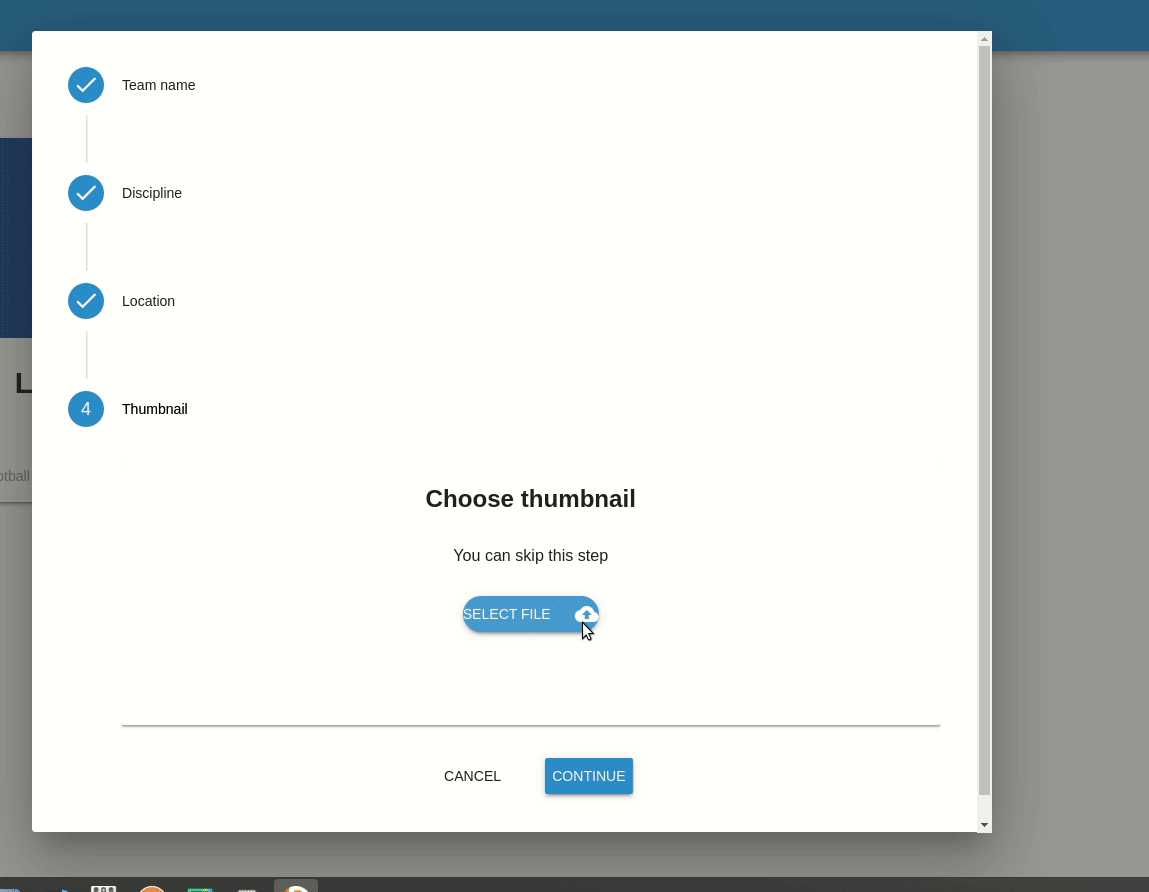 Team name
Discipline
Location
4 Thumbnail
L
otball
Choose thumbnail
You can skip this step
SELECT FILE
CANCEL CONTINUE